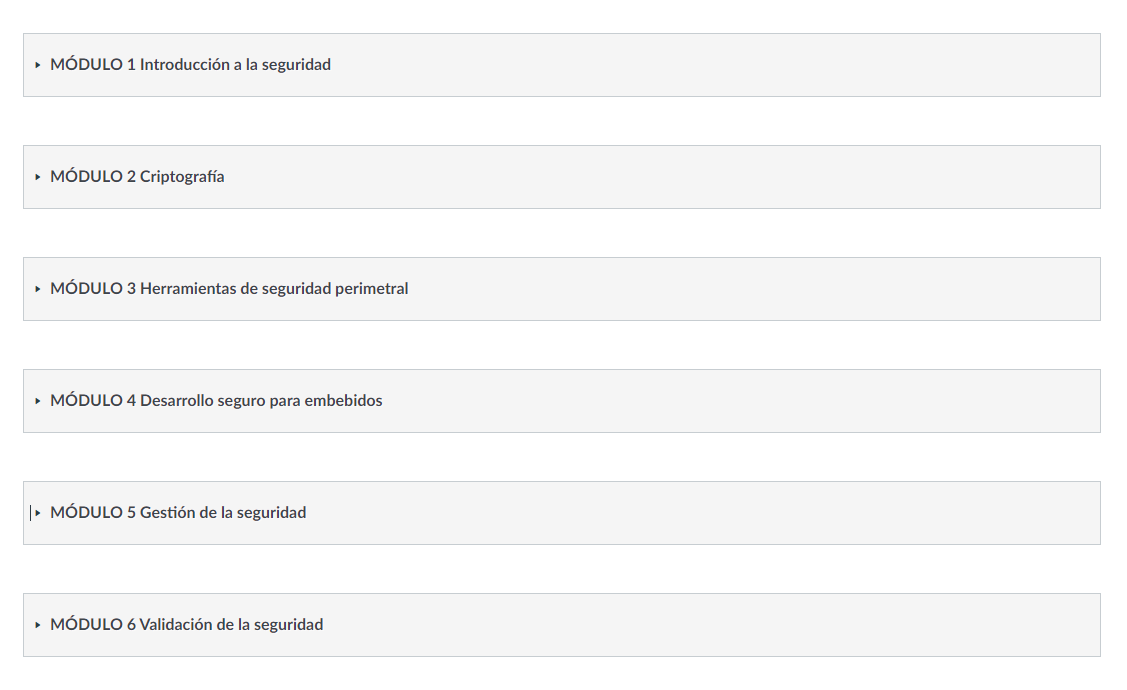 MÓDULO 1 Introducción a la seguridad
MÓDULO 2 Criptografía
MÓDULO 3 Herramientas de seguridad perimetral
MÓDULO 4 Desarrollo seguro para embebidos
MÓDULO 5 Gestión de la seguridad
MÓDULO 6 Validación de la seguridad